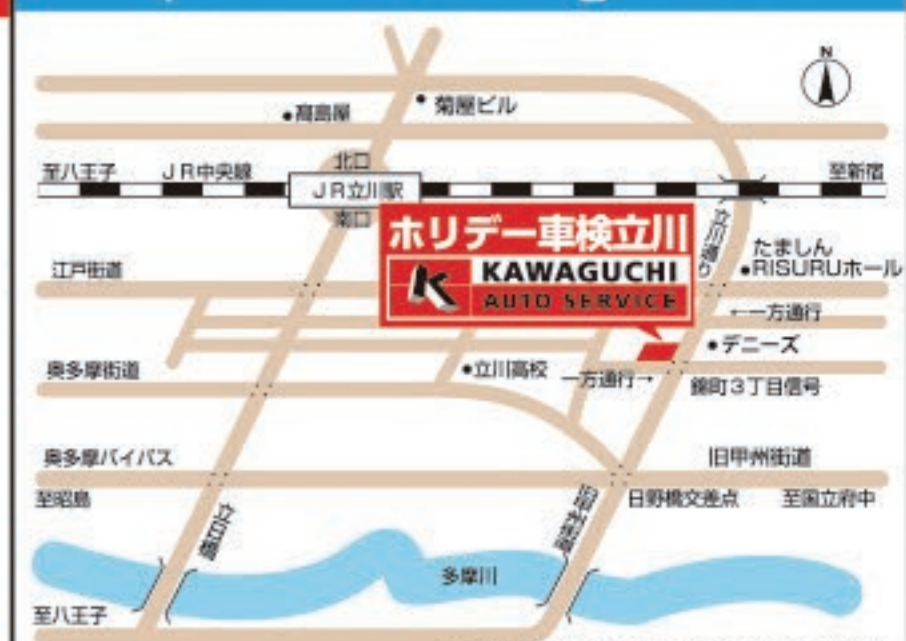 N
高島屋
菊屋ビル
至八王子
JR中央線
北口
至新宿
JR立川駅
南口
ホリデー車検立川
K
KAWAGUCHI
AUTO SERVICE
立川通り
たましん
RISURUホール
江戸街道
←一方通行
デニーズ
奥多摩街道
立川高校
一方通行→
錦町3丁目信号
奥多摩バイパス
旧甲州街道
至昭島
日野橋交差点
至国立府中
立日橋
多摩川
至八王子